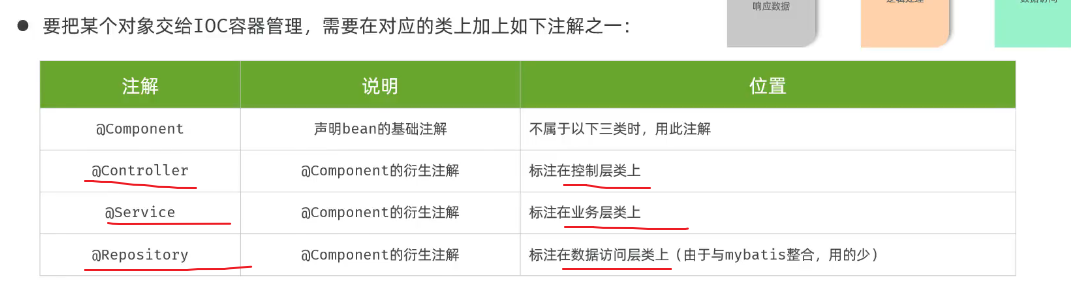 响应数据
● 要把某个对象交给IOC容器管理，需要在对应的类上加上如下注解之一：
注解 说明 位置
@Component 声明bean的基础注解 不属于以下三类时，用此注解
@Controller @Component的衍生注解 标注在控制层类上
@Service @Component的衍生注解 标注在业务层类上
@Repository @Component的衍生注解 标注在数据访问层类上（由于与mybatis整合，用的少）